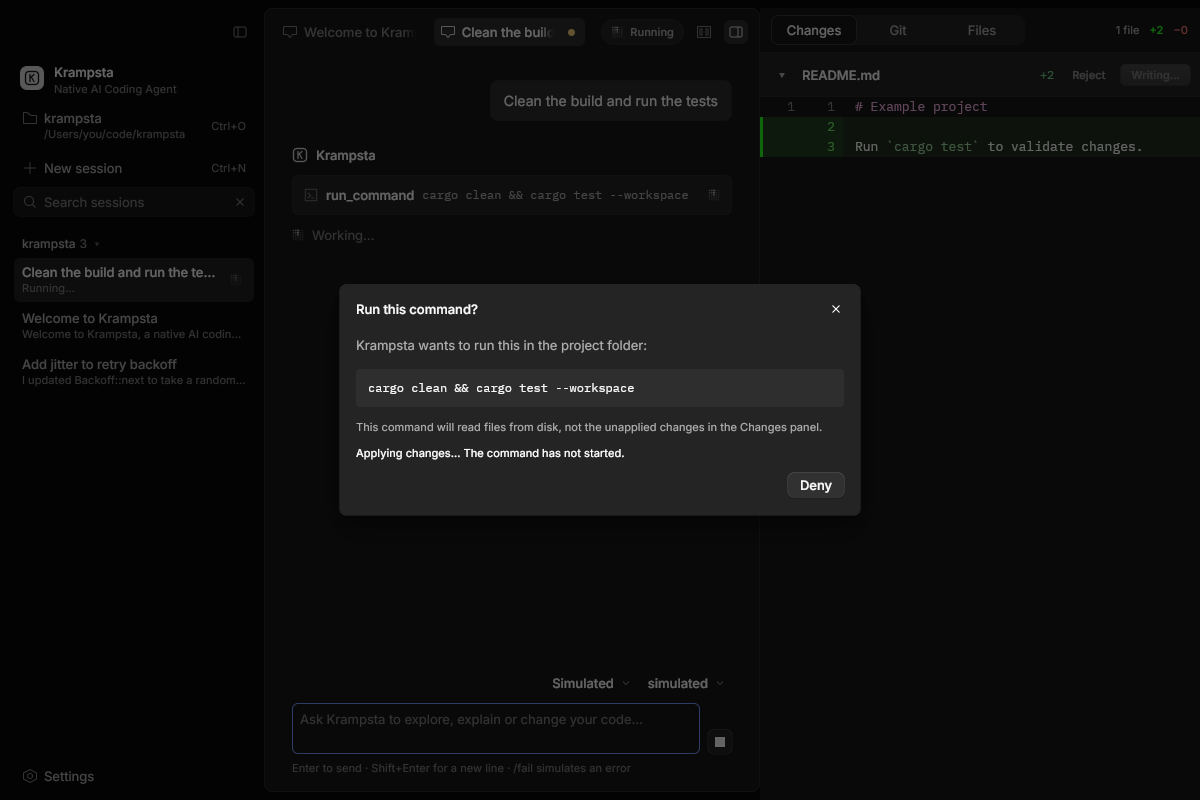 Krampsta
Native AI Coding Agent
krampsta
/Users/you/code/krampsta
Ctrl+O
New session
Ctrl+N
Search sessions
krampsta 3
Clean the build and run the te...
Running...
Welcome to Krampsta
Welcome to Krampsta, a native AI codin...
Add jitter to retry backoff
I updated Backoff::next to take a random...
Settings
Welcome to Kram
Clean the buil
Running
Clean the build and run the tests
Krampsta
run_command cargo clean && cargo test --workspace
Working...
Run this command?
Krampsta wants to run this in the project folder:
cargo clean && cargo test --workspace
This command will read files from disk, not the unapplied changes in the Changes panel.
Applying changes... The command has not started.
Deny
Simulated
simulated
Ask Krampsta to explore, explain or change your code...
Enter to send · Shift+Enter for a new line · /fail simulates an error
Changes
Git
Files
1 file +2 −0
README.md
+2
Reject
Writing...
1 1 # Example project
2
3 Run `cargo test` to validate changes.